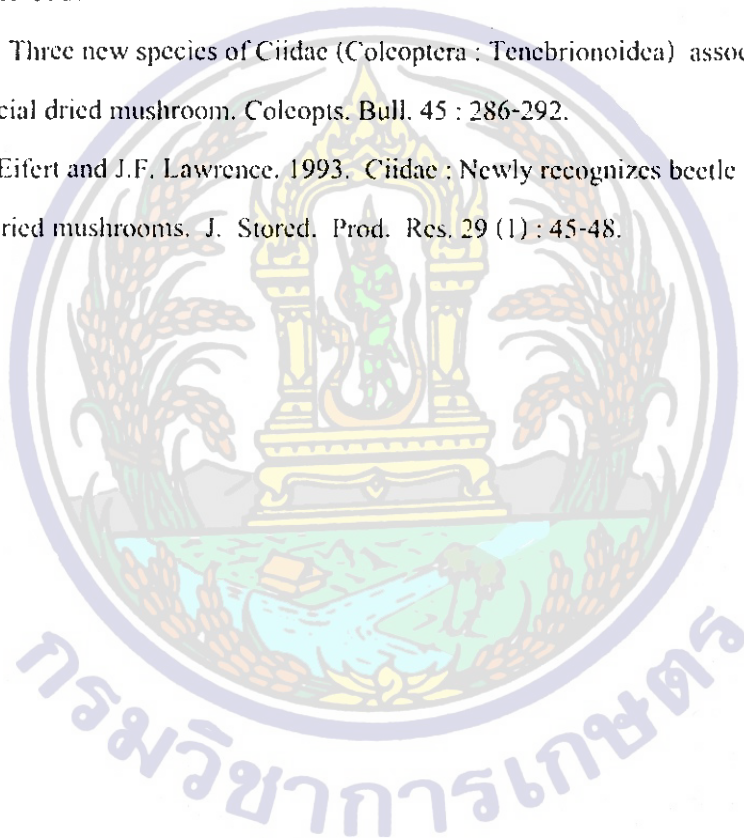 Three new species of Ciidae (Coleoptera : Tenebrionoidea)
cial dried mushroom. Coleopts. Bull. 45 : 286-292.
Eifert and J.F. Lawrence. 1993. Ciidae : Newly recognizes beetle
ried mushrooms. J. Stored. Prod. Res. 29 (1) : 45-48.
กรมวิชาการเกษตร